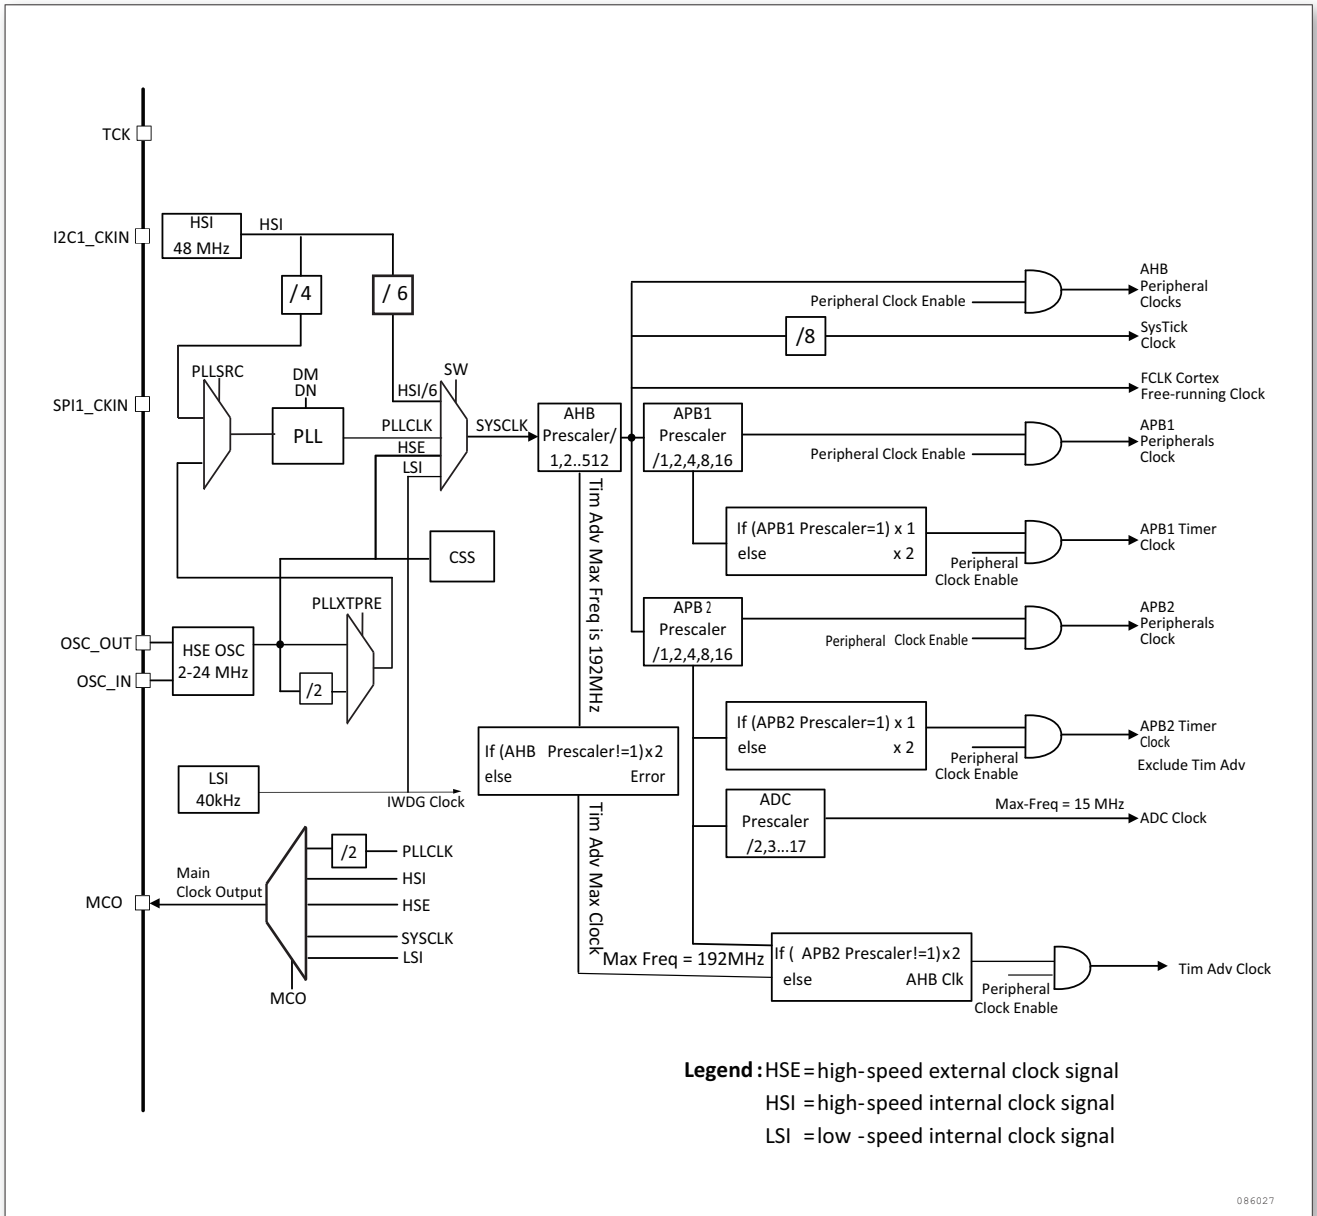 TCK
I2C1_CKIN
HSI
48 MHz
HSI
/4
/ 6
PLLSRC
DM
DN
SW
SPI1_CKIN
PLL
HSI/6
PLLCLK
HSE
LSI
SYSCLK
AHB
Prescaler/
1,2..512
APB1
Prescaler
/1,2,4,8,16
Peripheral Clock Enable
AHB
Peripheral
Clocks
/8
SysTick
Clock
FCLK Cortex
Free-running Clock
Peripheral Clock Enable
APB1
Peripherals
Clock
CSS
Tim Adv Max Freq is 192MHz
If (APB1 Prescaler=1) x 1
else x 2
Peripheral
Clock Enable
APB1 Timer
Clock
PLLXTPRE
OSC_OUT
OSC_IN
HSE OSC
2-24 MHz
/2
APB2
Prescaler
/1,2,4,8,16
Peripheral Clock Enable
APB2
Peripherals
Clock
If (APB2 Prescaler=1) x 1
else x 2
Peripheral
Clock Enable
APB2 Timer
Clock
Exclude Tim Adv
If (AHB Prescaler!=1)x2
else Error
LSI
40kHz
IWDG Clock
ADC
Prescaler
/2,3...17
Max-Freq = 15 MHz
ADC Clock
Tim Adv Max Clock
/2
PLLCLK
HSI
HSE
SYSCLK
LSI
Main
Clock Output
MCO
MCO
Max Freq = 192MHz
If ( APB2 Prescaler!=1)x2
else AHB Clk
Peripheral
Clock Enable
Tim Adv Clock
Legend : HSE=high-speed external clock signal
HSI =high-speed internal clock signal
LSI =low -speed internal clock signal
086027